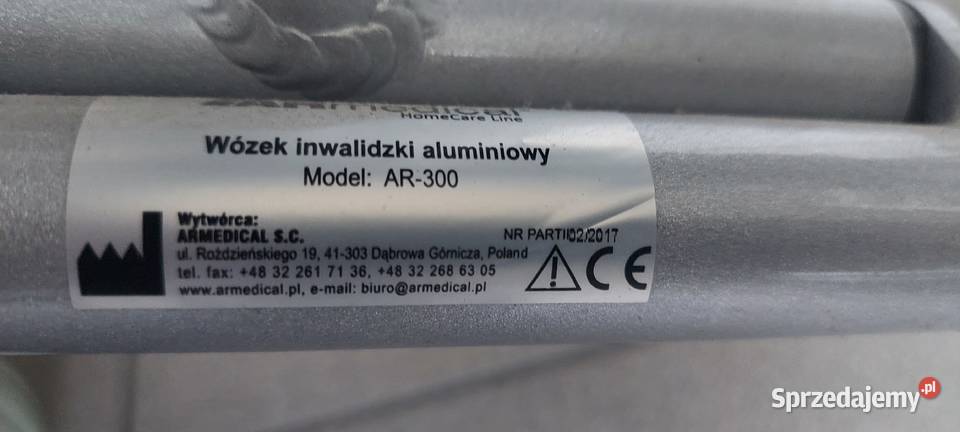 Armedical
HomeCare Line
Wózek inwalidzki aluminiowy
Model: AR-300
Wytwórca:
ARMEDICAL S.C.
ul. Roździeńskiego 19, 41-303 Dąbrowa Górnicza, Poland
tel. fax: +48 32 261 71 36, +48 32 268 63 05
www.armedical.pl, e-mail: biuro@armedical.pl
NR PARTII02/2017
CE
Sprzedajemy.pl